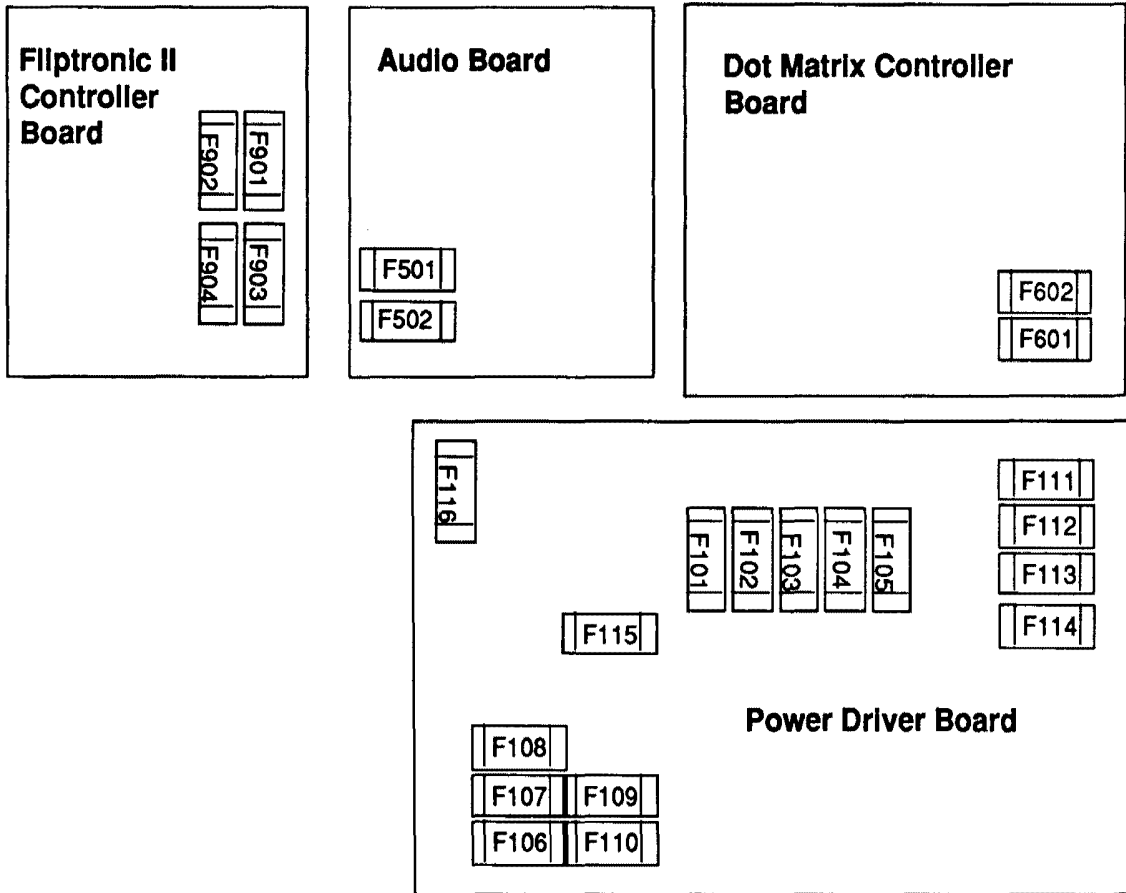 Fliptronic II
Controller
Board
F902
F901
F904
F903
Audio Board
F501
F502
Dot Matrix Controller
Board
F602
F601
F116
F101
F102
F103
F104
F105
F111
F112
F113
F114
F115
Power Driver Board
F108
F107
F109
F106
F110